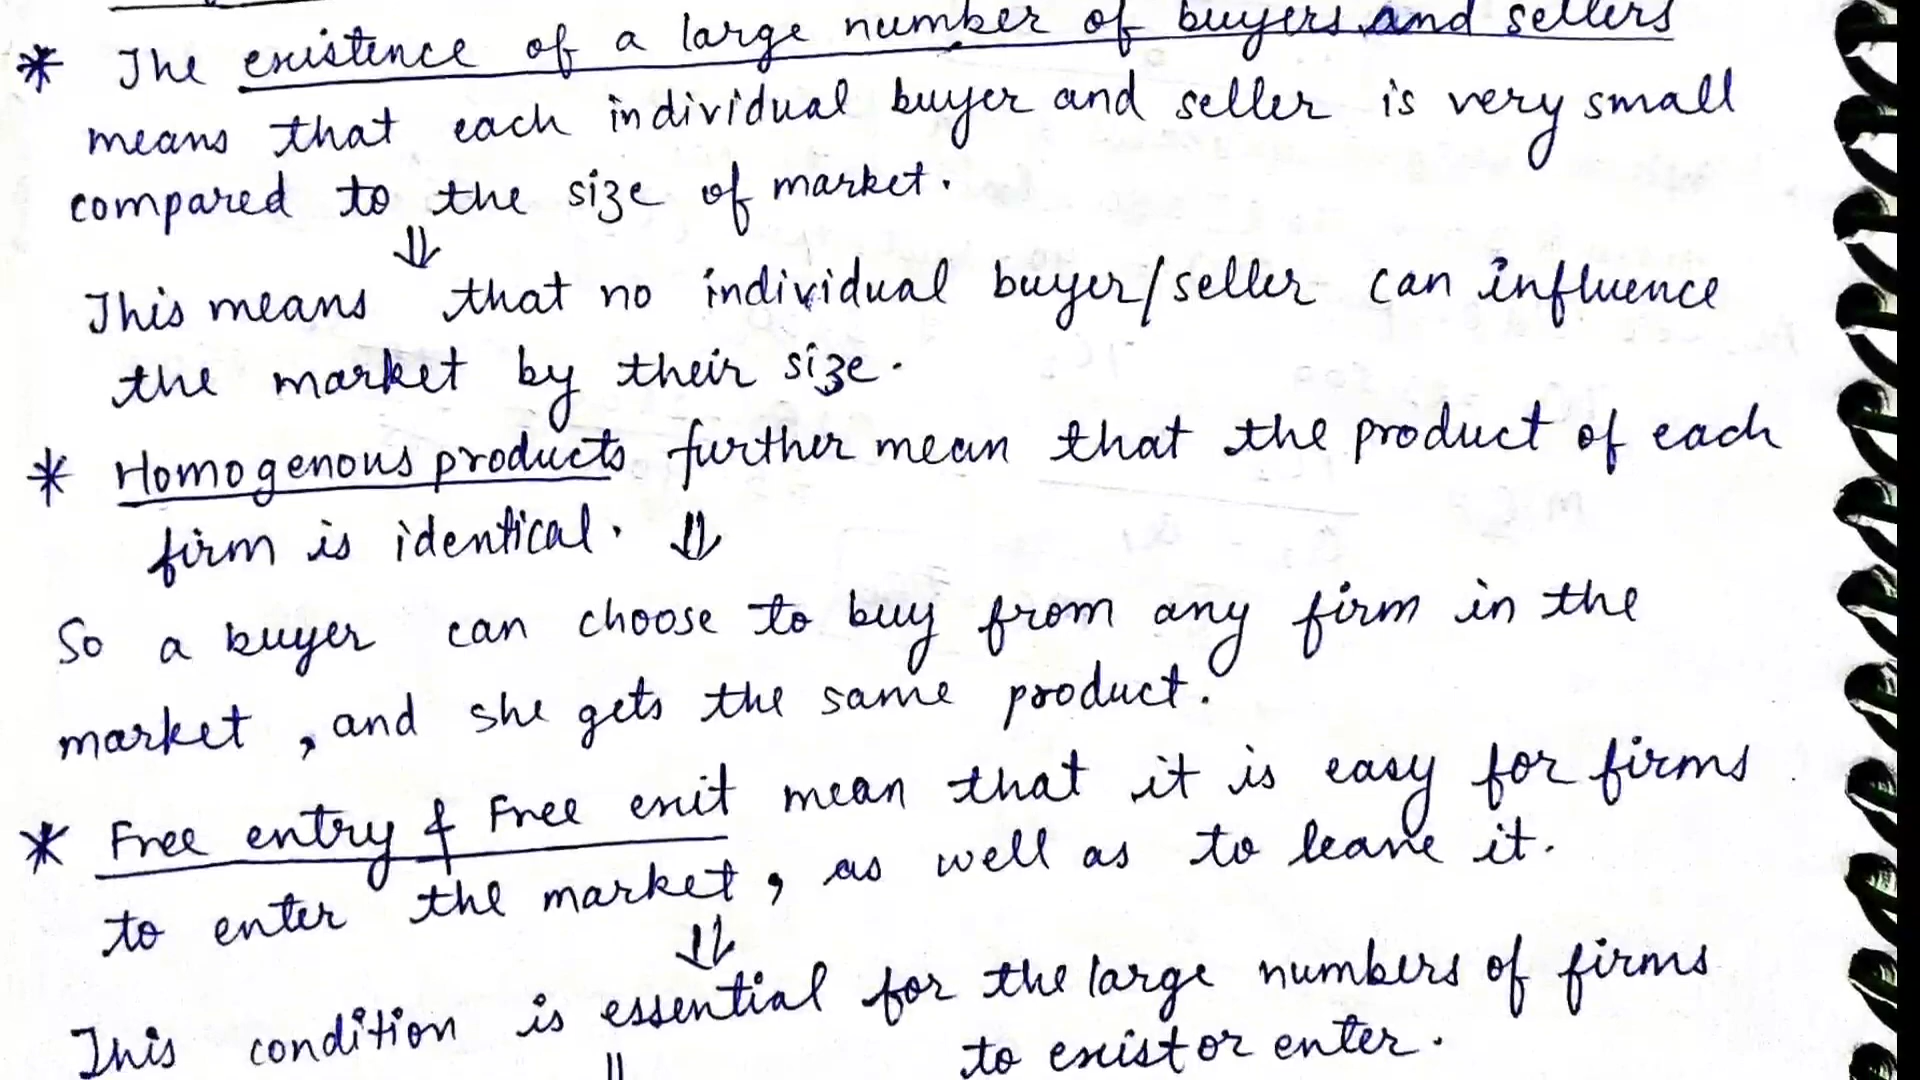 * The existence of a large number of buyers and sellers
means that each individual buyer and seller is very small
compared to the size of market.
⇓
This means that no individual buyer/seller can influence
the market by their size.
* Homogenous products further mean that the product of each
firm is identical. ⇓
So a buyer can choose to buy from any firm in the
market, and she gets the same product.
* Free entry & Free exit mean that it is easy for firms
to enter the market, as well as to leave it.
⇓
This condition is essential for the large numbers of firms
to exist or enter.